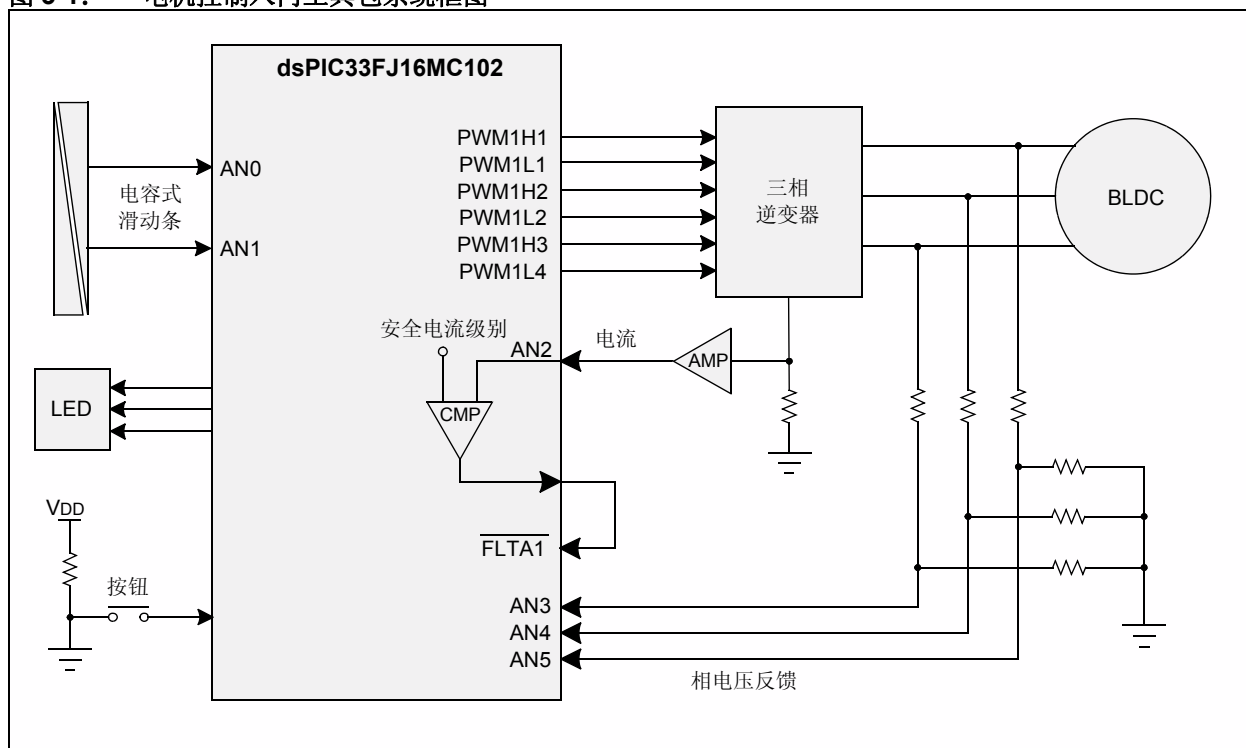 dsPIC33FJ16MC102
PWM1H1
PWM1L1
PWM1H2
PWM1L2
PWM1H3
PWM1L4
AN0
电容式
滑动条
AN1
三相
逆变器
BLDC
安全电流级别
AN2
电流
AMP
CMP
LED
VDD
按钮
FLTA1
AN3
AN4
AN5
相电压反馈